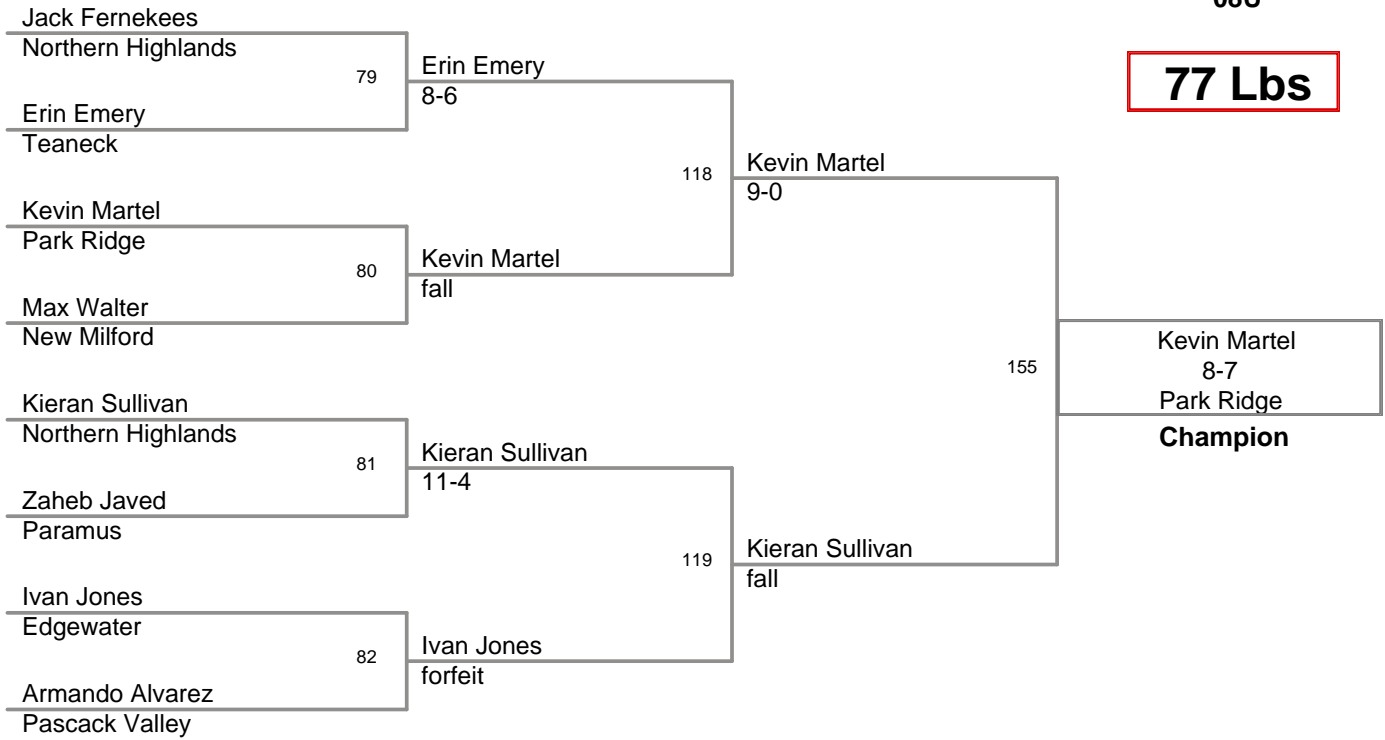 08U
77 Lbs
Jack Fernekees
Northern Highlands
79
Erin Emery
Teaneck
Erin Emery
8-6
Kevin Martel
Park Ridge
80
Max Walter
New Milford
Kevin Martel
fall
118
Kevin Martel
9-0
Kieran Sullivan
Northern Highlands
81
Zaheb Javed
Paramus
Kieran Sullivan
11-4
Ivan Jones
Edgewater
82
Armando Alvarez
Pascack Valley
Ivan Jones
forfeit
119
Kieran Sullivan
fall
155
Kevin Martel
8-7
Park Ridge
Champion